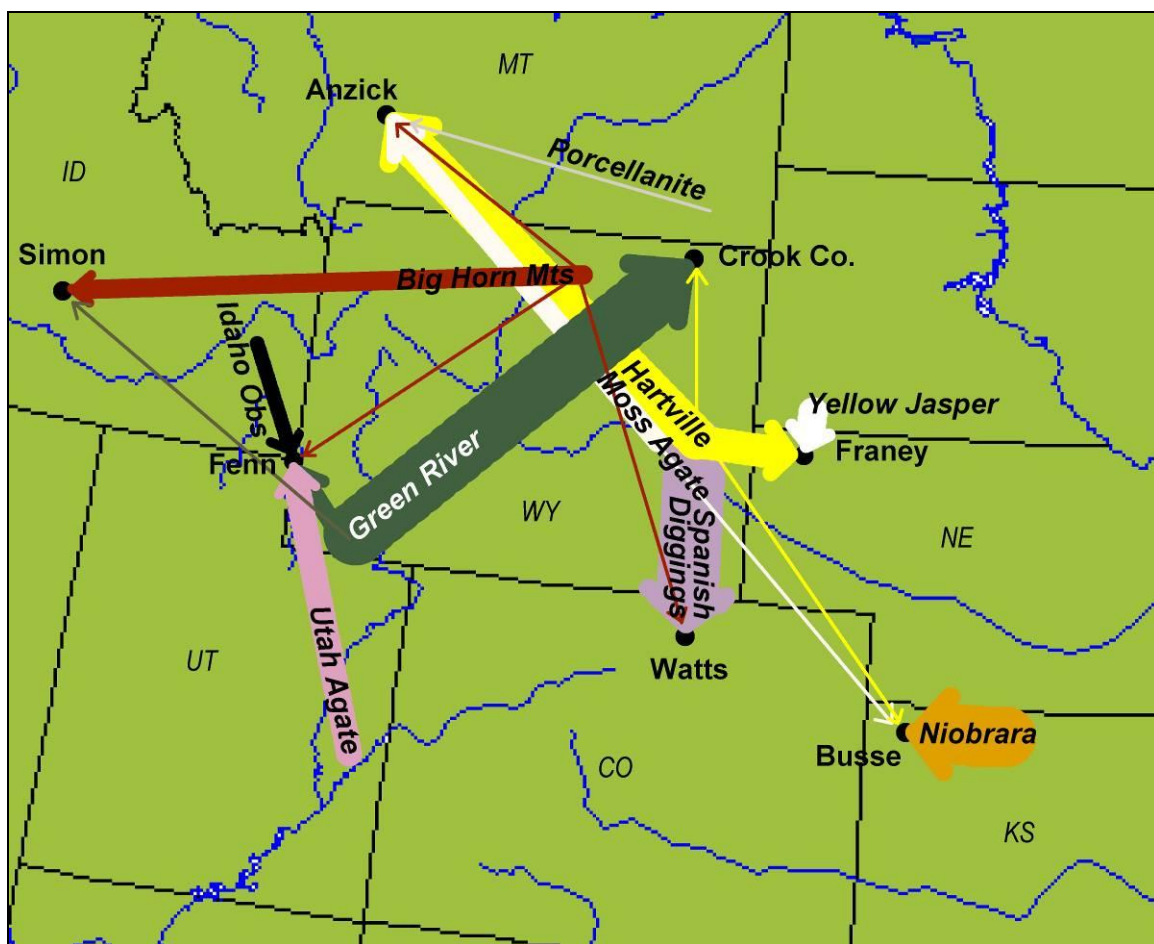 MT
Anzick
Porcellanite
ID
Simon
Crook Co.
Big Horn Mts
Idaho Obs
Hartville
Moss Agate
Yellow Jasper
Fenn
Franey
Green River
WY
Spanish
Diggings
NE
UT
Utah Agate
Watts
Niobrara
Busse
CO
KS